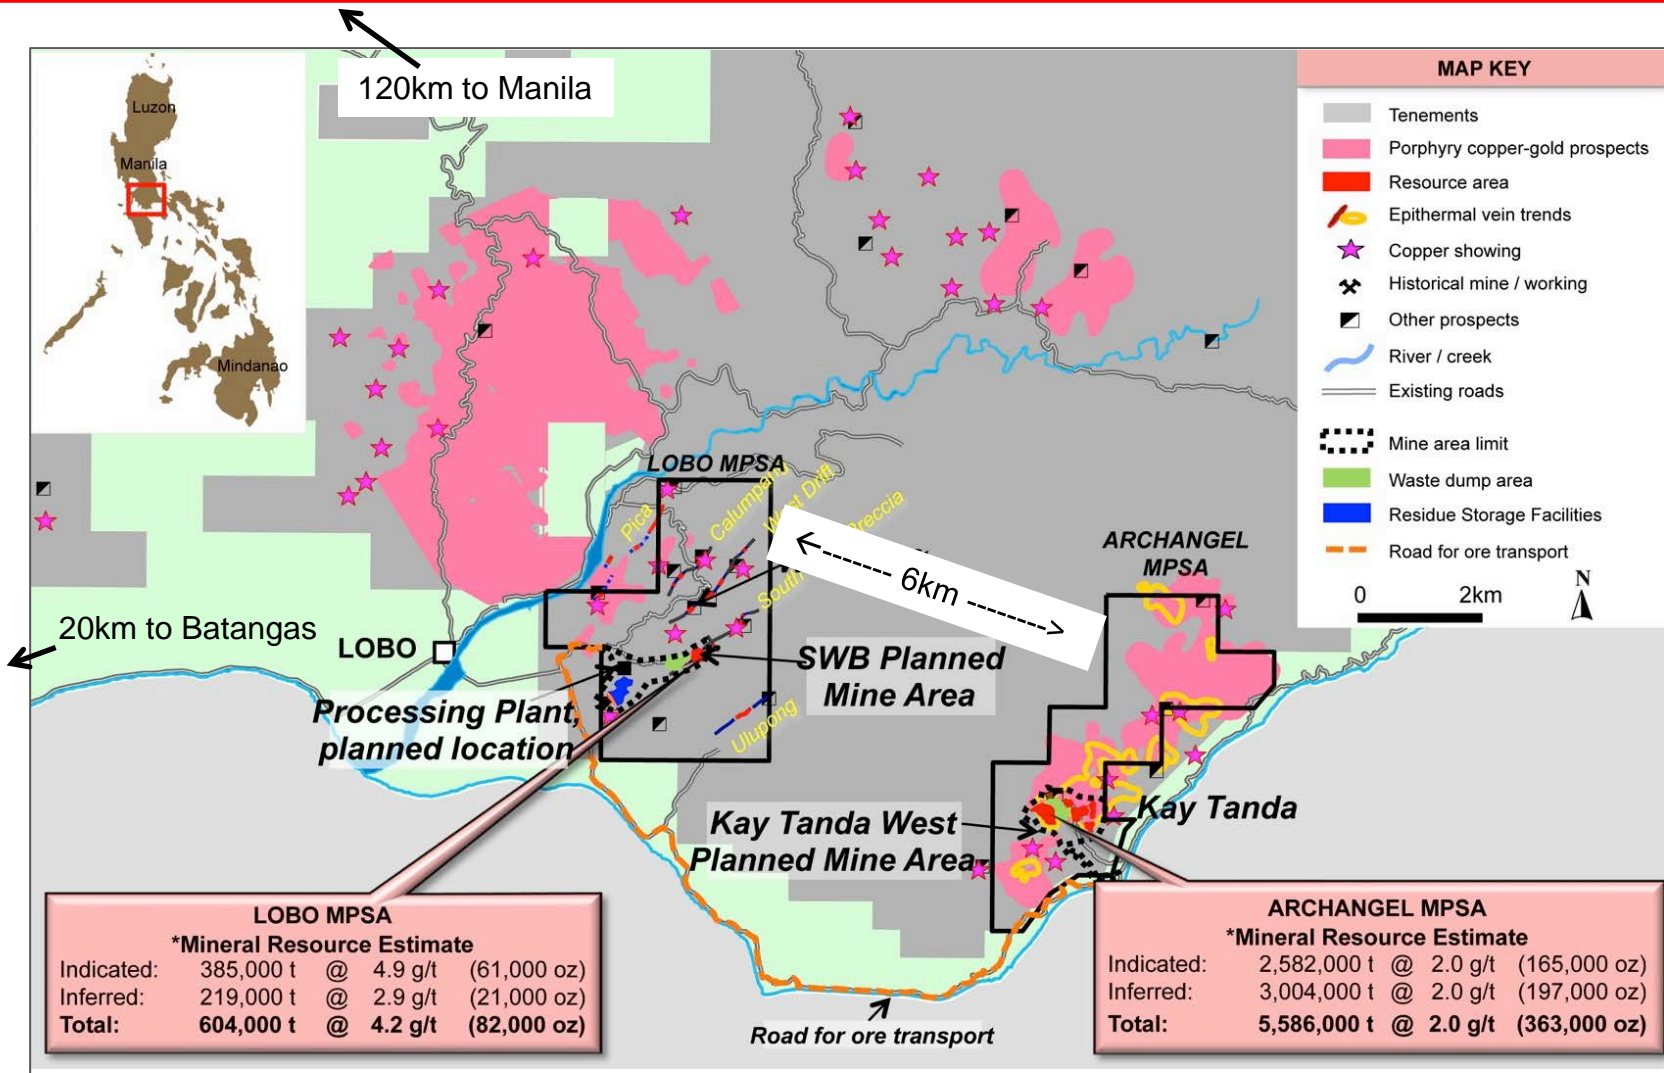 120km to Manila
Luzon
Manila
Mindanao
MAP KEY
Tenements
Porphyry copper-gold prospects
Resource area
Epithermal vein trends
Copper showing
Historical mine / working
Other prospects
River / creek
Existing roads
Mine area limit
Waste dump area
Residue Storage Facilities
Road for ore transport
0 2km
N
LOBO MPSA
Pica
Calumpang
West Drift
Breccia
South
Ulupong
6km
ARCHANGEL
MPSA
20km to Batangas
LOBO
SWB Planned
Mine Area
Processing Plant,
planned location
Kay Tanda West
Planned Mine Area
Kay Tanda
Road for ore transport
LOBO MPSA
*Mineral Resource Estimate
Indicated: 385,000 t @ 4.9 g/t (61,000 oz)
Inferred: 219,000 t @ 2.9 g/t (21,000 oz)
Total: 604,000 t @ 4.2 g/t (82,000 oz)
ARCHANGEL MPSA
*Mineral Resource Estimate
Indicated: 2,582,000 t @ 2.0 g/t (165,000 oz)
Inferred: 3,004,000 t @ 2.0 g/t (197,000 oz)
Total: 5,586,000 t @ 2.0 g/t (363,000 oz)